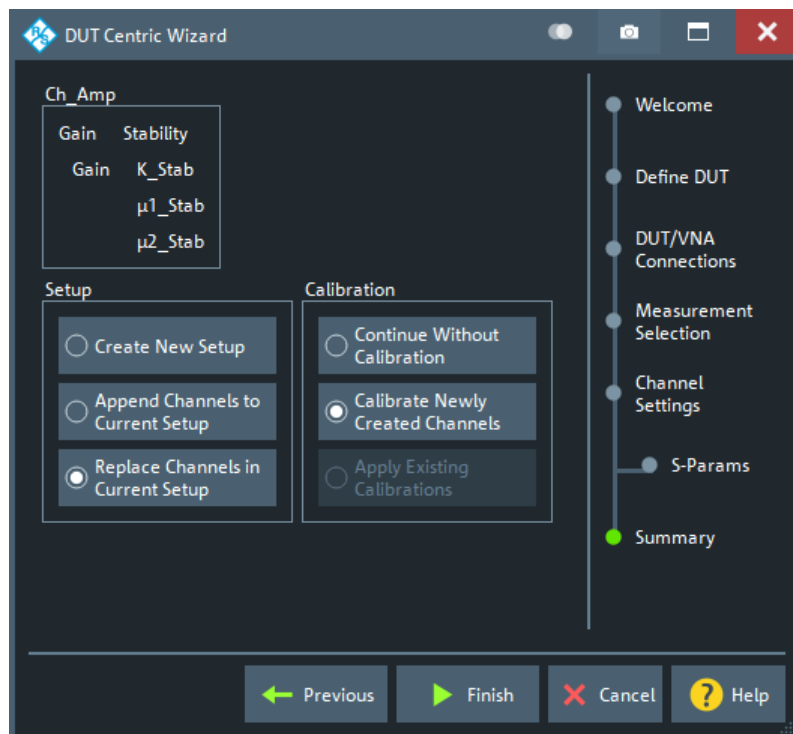 DUT Centric Wizard
Ch_Amp
Gain Stability
Gain K_Stab
µ1_Stab
µ2_Stab
Setup
Create New Setup
Append Channels to
Current Setup
Replace Channels in
Current Setup
Calibration
Continue Without
Calibration
Calibrate Newly
Created Channels
Apply Existing
Calibrations
Welcome
Define DUT
DUT/VNA
Connections
Measurement
Selection
Channel
Settings
S-Params
Summary
Previous
Finish
Cancel
? Help